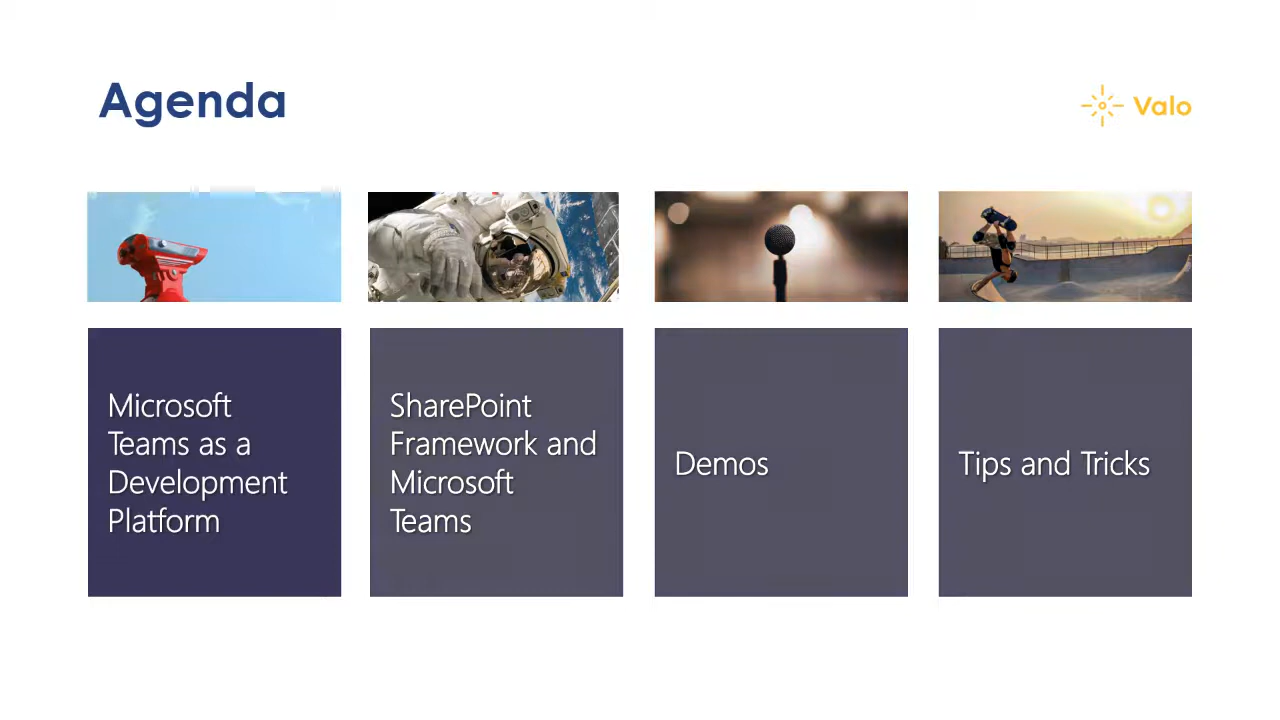 Agenda
Valo
Microsoft
Teams as a
Development
Platform
SharePoint
Framework and
Microsoft
Teams
Demos
Tips and Tricks